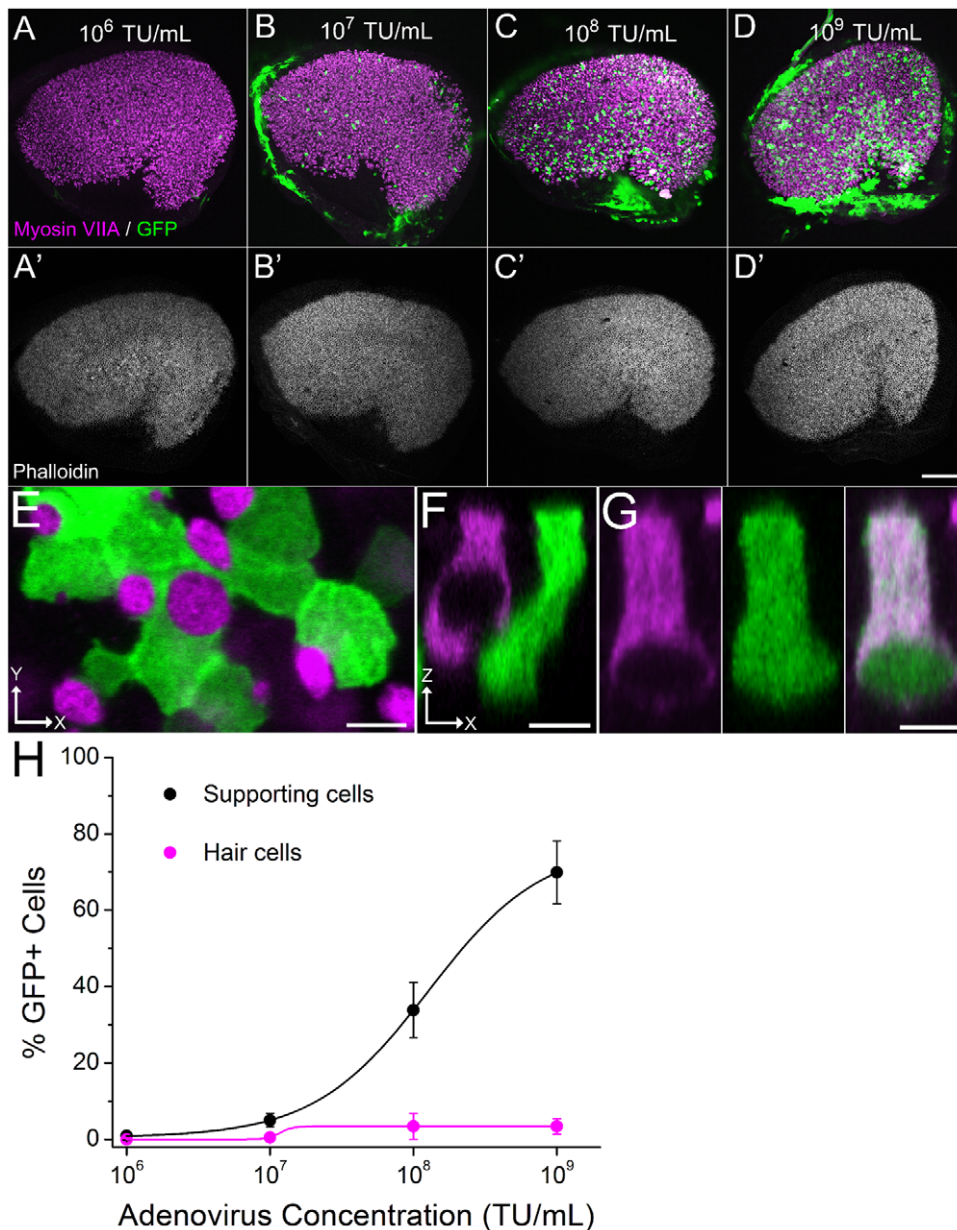 A 10⁶ TU/mL B 10⁷ TU/mL C 10⁸ TU/mL D 10⁹ TU/mL
Myosin VIIA / GFP
A’ B’ C’ D’
Phalloidin
E F G
Y Z
X X
H
100
80
60
40
20
0
% GFP+ Cells
Supporting cells
Hair cells
10⁶ 10⁷ 10⁸ 10⁹
Adenovirus Concentration (TU/mL)